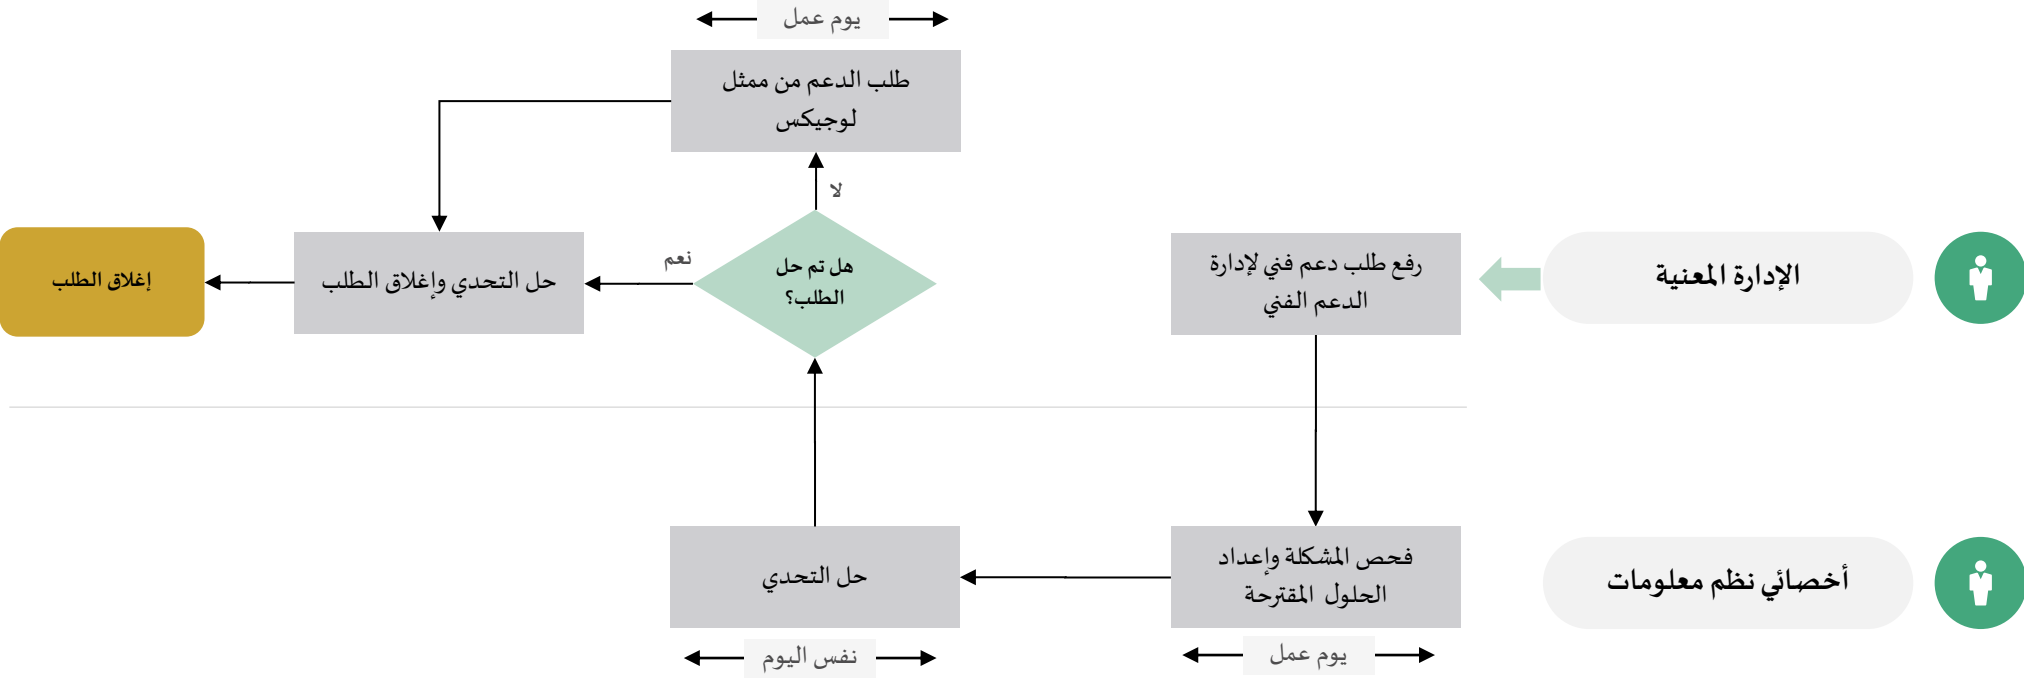 يوم عمل
طلب الدعم من ممثل
لوجيكس
لا
الإدارة المعنية
رفع طلب دعم فني لإدارة
الدعم الفني
هل تم حل
الطلب؟
نعم
حل التحدي وإغلاق الطلب
إغلاق الطلب
أخصائي نظم معلومات
فحص المشكلة وإعداد
الحلول المقترحة
يوم عمل
حل التحدي
نفس اليوم